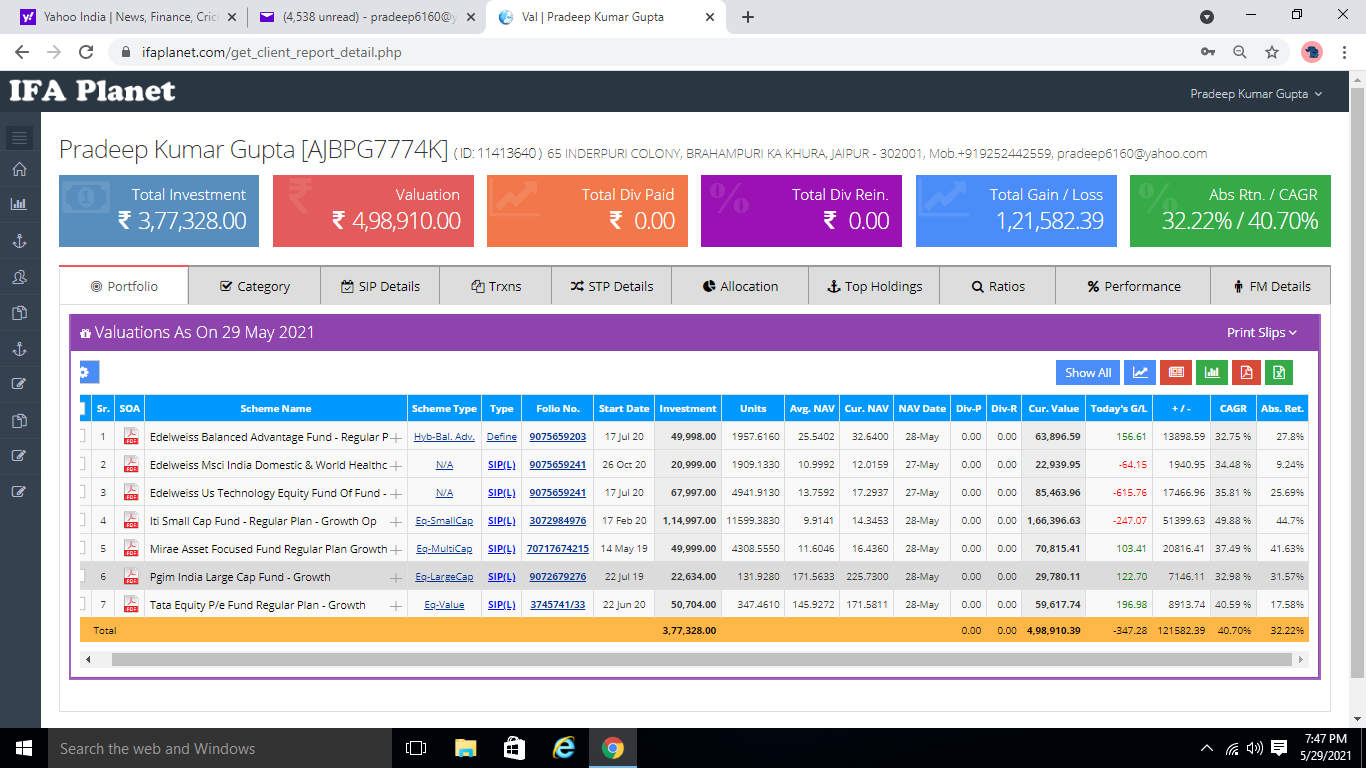 Yahoo India | News, Finance, Cric
(4,538 unread) - pradeep6160@y
Val | Pradeep Kumar Gupta
ifaplanet.com/get_client_report_detail.php
IFA Planet
Pradeep Kumar Gupta
Pradeep Kumar Gupta [AJBPG7774K] ( ID: 11413640 ) 65 INDERPURI COLONY, BRAHAMPURI KA KHURA, JAIPUR - 302001, Mob.+919252442559, pradeep6160@yahoo.com
Total Investment Valuation Total Div Paid Total Div Rein. Total Gain / Loss Abs Rtn. / CAGR
₹ 3,77,328.00 ₹ 4,98,910.00 ₹ 0.00 ₹ 0.00 1,21,582.39 32.22% / 40.70%
Portfolio Category SIP Details Trxns STP Details Allocation Top Holdings Ratios Performance FM Details
Valuations As On 29 May 2021 Print Slips
Show All
Sr. SOA Scheme Name Scheme Type Type Folio No. Start Date Investment Units Avg. NAV Cur. NAV NAV Date Div-P Div-R Cur. Value Today's G/L + / - CAGR Abs. Ret.
1 Edelweiss Balanced Advantage Fund - Regular P Hyb-Bal. Adv. Define 9075659203 17 Jul 20 49,998.00 1957.6160 25.5402 32.6400 28-May 0.00 0.00 63,896.59 156.61 13898.59 32.75 % 27.8%
2 Edelweiss Msci India Domestic & World Healthc N/A SIP(L) 9075659241 26 Oct 20 20,999.00 1909.1330 10.9992 12.0159 27-May 0.00 0.00 22,939.95 -64.15 1940.95 34.48 % 9.24%
3 Edelweiss Us Technology Equity Fund Of Fund - N/A SIP(L) 9075659241 17 Jul 20 67,997.00 4941.9130 13.7592 17.2937 27-May 0.00 0.00 85,463.96 -615.76 17466.96 35.81 % 25.69%
4 Iti Small Cap Fund - Regular Plan - Growth Op Eq-SmallCap SIP(L) 3072984976 17 Feb 20 1,14,997.00 11599.3830 9.9141 14.3453 28-May 0.00 0.00 1,66,396.63 -247.07 51399.63 49.88 % 44.7%
5 Mirae Asset Focused Fund Regular Plan Growth Eq-MultiCap SIP(L) 70717674215 14 May 19 49,999.00 4308.5550 11.6046 16.4360 28-May 0.00 0.00 70,815.41 103.41 20816.41 37.49 % 41.63%
6 Pgim India Large Cap Fund - Growth Eq-LargeCap SIP(L) 9072679276 22 Jul 19 22,634.00 131.9280 171.5633 225.7300 28-May 0.00 0.00 29,780.11 122.70 7146.11 32.98 % 31.57%
7 Tata Equity P/e Fund Regular Plan - Growth Eq-Value SIP(L) 3745741/33 22 Jun 20 50,704.00 347.4610 145.9272 171.5811 28-May 0.00 0.00 59,617.74 196.98 8913.74 40.59 % 17.58%
Total 3,77,328.00 0.00 0.00 4,98,910.39 -347.28 121582.39 40.70% 32.22%
Search the web and Windows
7:47 PM
5/29/2021